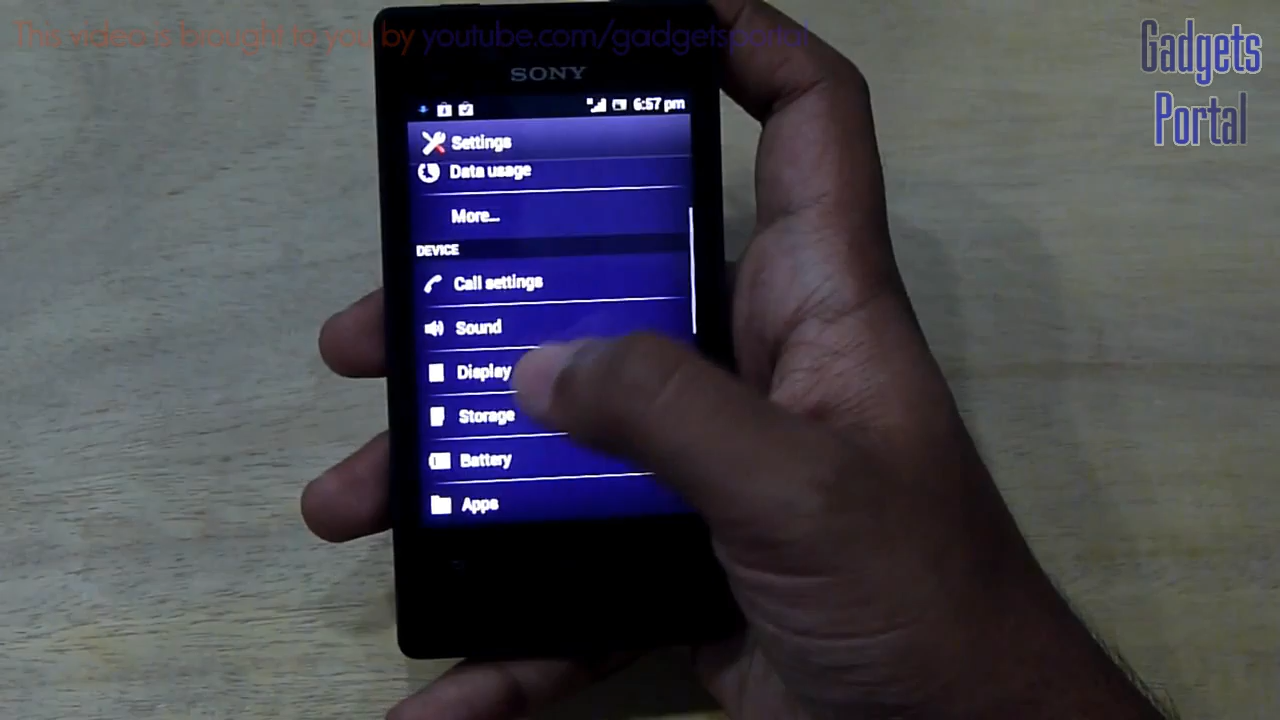 This video is brought to you by youtube.com/gadgetsportal
Gadgets
Portal
SONY
6:57 pm
Settings
Data usage
More...
DEVICE
Call settings
Sound
Display
Storage
Battery
Apps